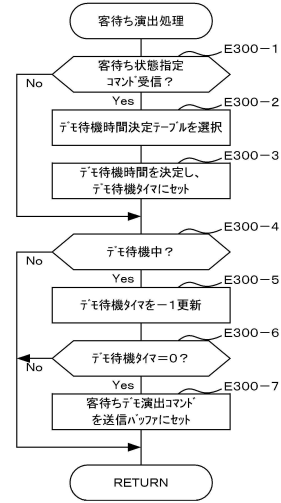 客待ち演出処理
E300-1
客待ち状態指定
ｺﾏﾝﾄﾞ受信？
No
Yes
E300-2
ﾃﾞﾓ待機時間決定テーブルを選択
E300-3
ﾃﾞﾓ待機時間を決定し、
ﾃﾞﾓ待機ﾀｲﾏにセット
E300-4
ﾃﾞﾓ待機中？
No
Yes
E300-5
ﾃﾞﾓ待機ﾀｲﾏを－1更新
E300-6
ﾃﾞﾓ待機ﾀｲﾏ＝0？
No
Yes
E300-7
客待ちﾃﾞﾓ演出ｺﾏﾝﾄﾞ
を送信ﾊﾞｯﾌｧにセット
RETURN